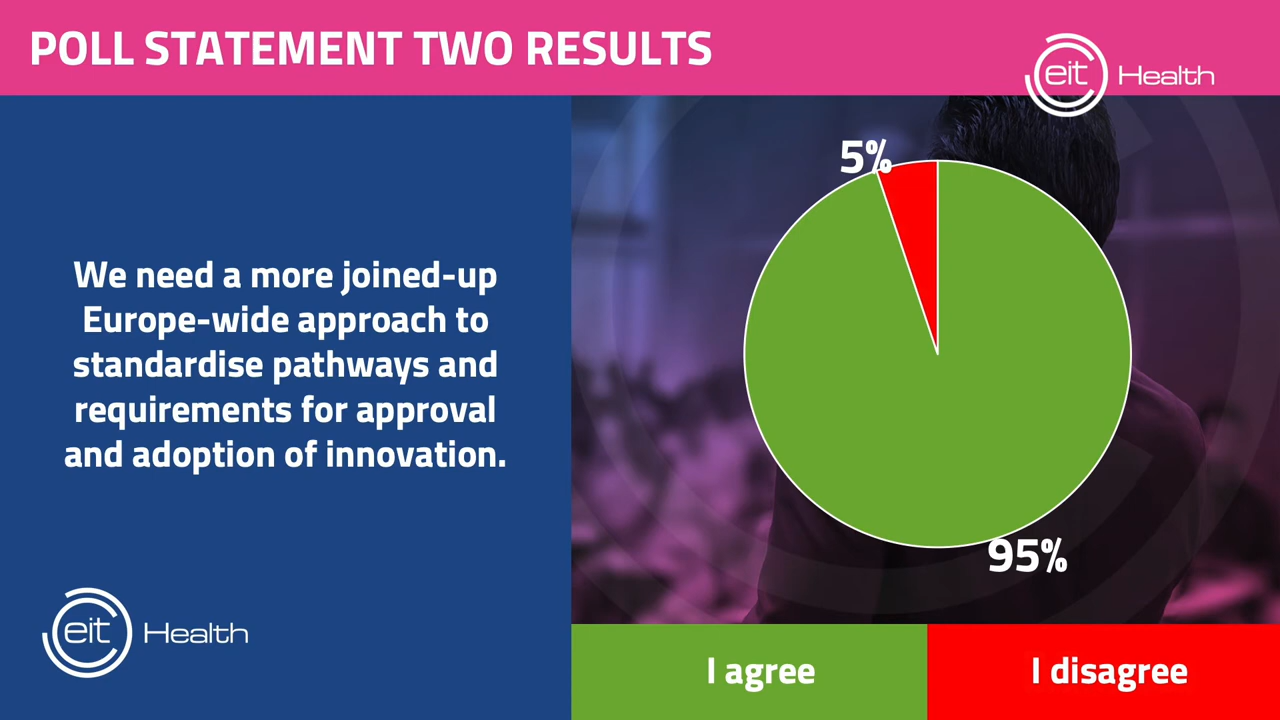 POLL STATEMENT TWO RESULTS
eit Health
5%
We need a more joined-up
Europe-wide approach to
standardise pathways and
requirements for approval
and adoption of innovation.
95%
eit Health
I agree
I disagree